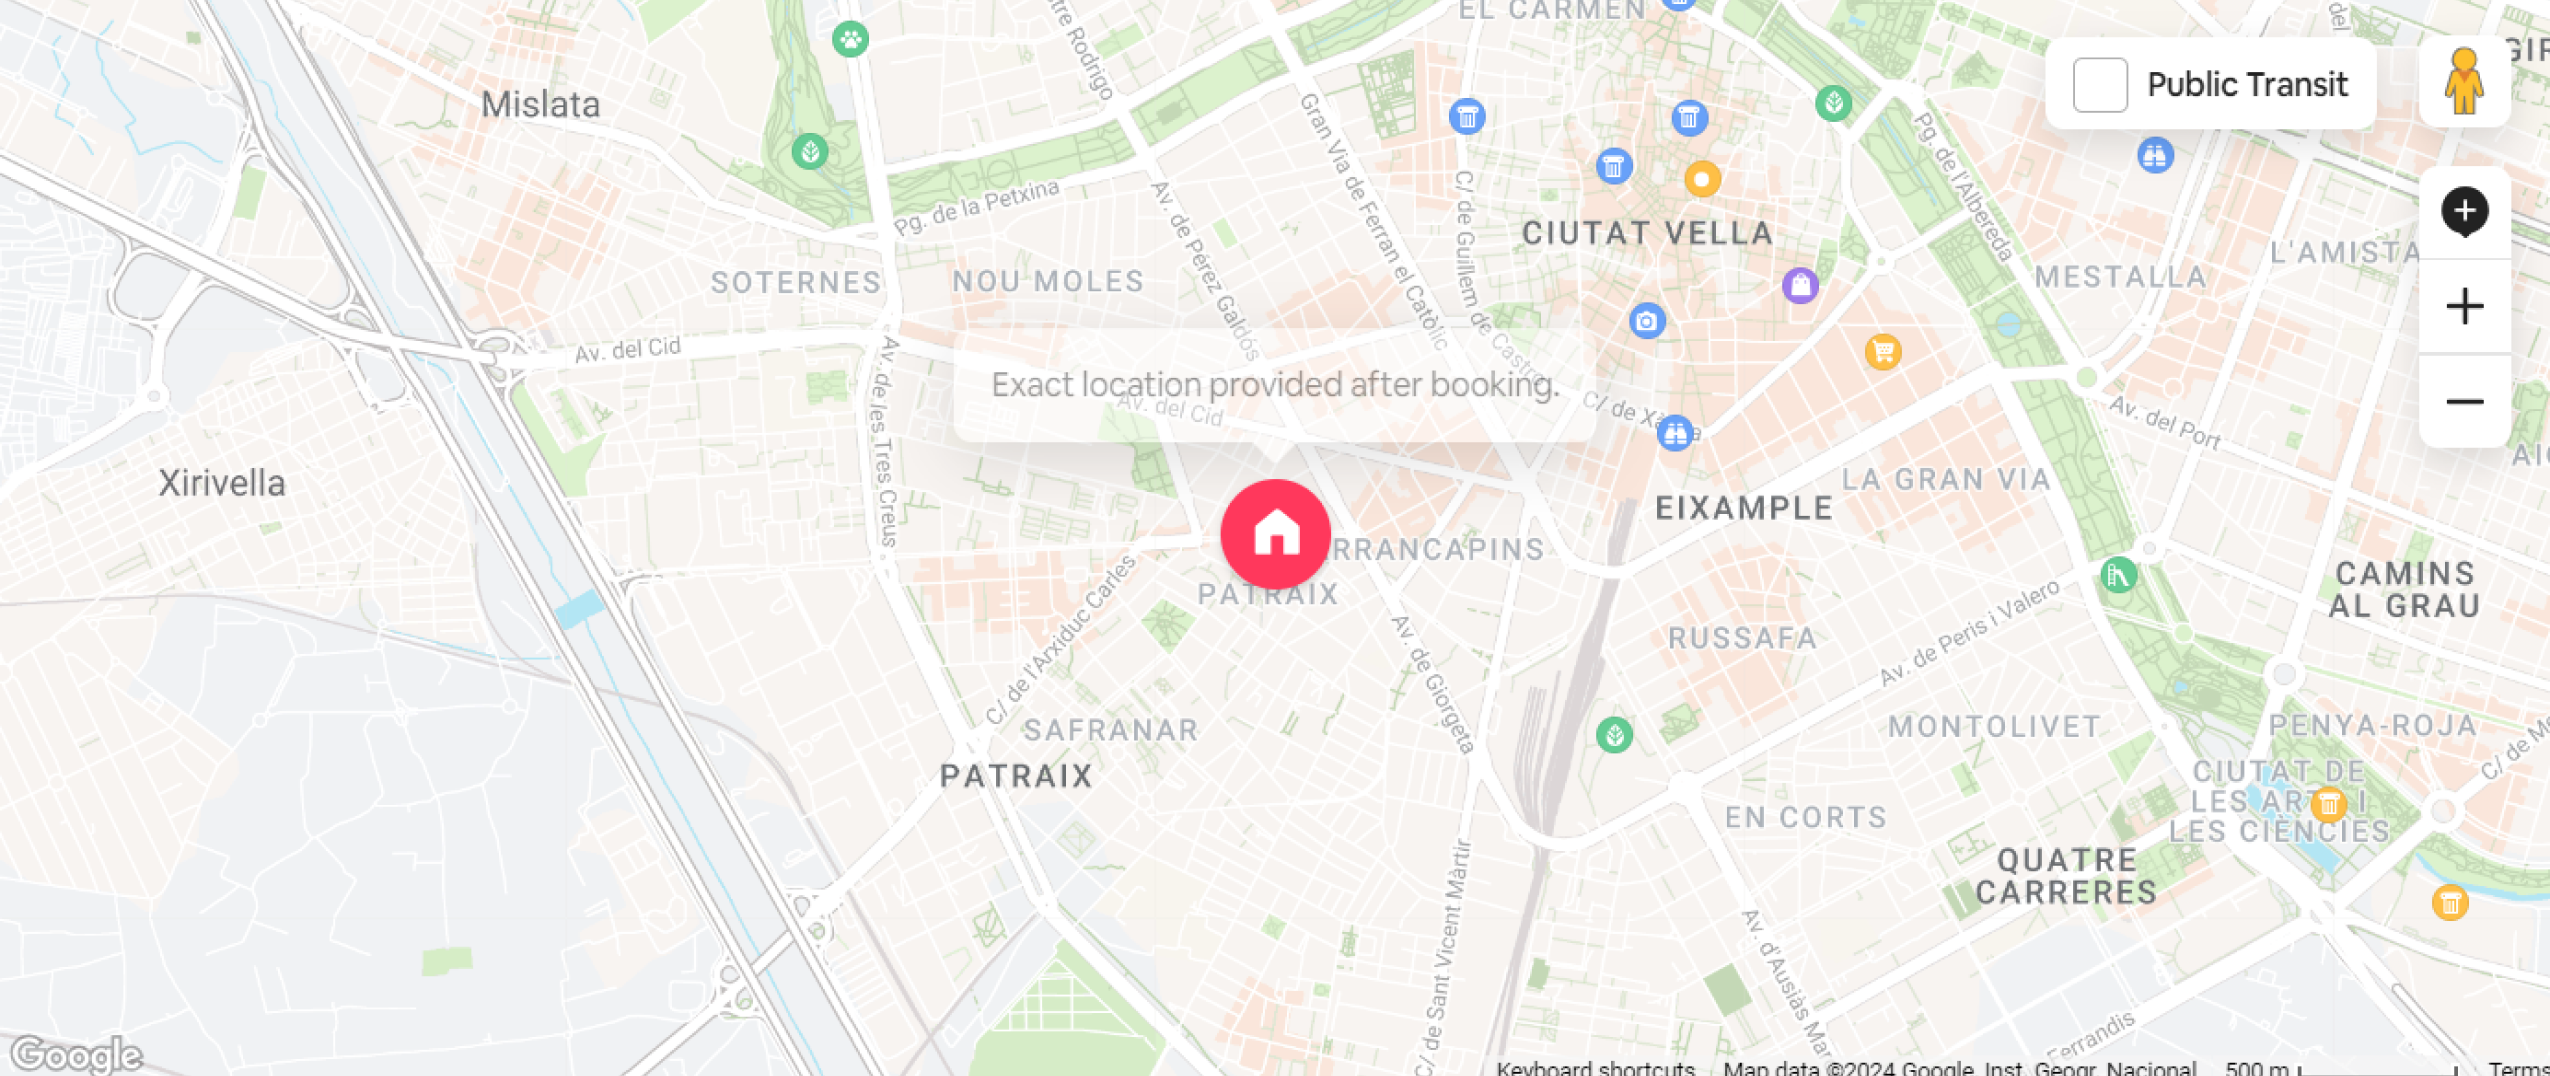 EL CARMEN
Public Transit
Mislata
Gran Via de Ferran el Catòlic
Pg. de l'Albereda
Pg. de la Petxina
Av. de Pérez Galdós
C/ de Guillem de Castro
CIUTAT VELLA
SOTERNES
NOU MOLES
MESTALLA
L'AMISTA
Av. del Cid
Av. de les Tres Creus
Exact location provided after booking.
Av. del Cid
Av. del Port
Xirivella
LA GRAN VIA
EIXAMPLE
RRANCAPINS
PATRAIX
CAMINS
AL GRAU
C/ de l'Arxiduc Carles
Av. de Giorgeta
Av. de Peris i Valero
RUSSAFA
SAFRANAR
MONTOLIVET
PENYA-ROJA
PATRAIX
CIUTAT DE
LES ARTS I
LES CIÈNCIES
EN CORTS
QUATRE
CARRERES
C/ de Sant Vicent Màrtir
Av. d'Ausiàs Mar
Ferrandis
Google
Keyboard shortcuts
Map data ©2024 Google, Inst. Geogr. Nacional
500 m
Terms